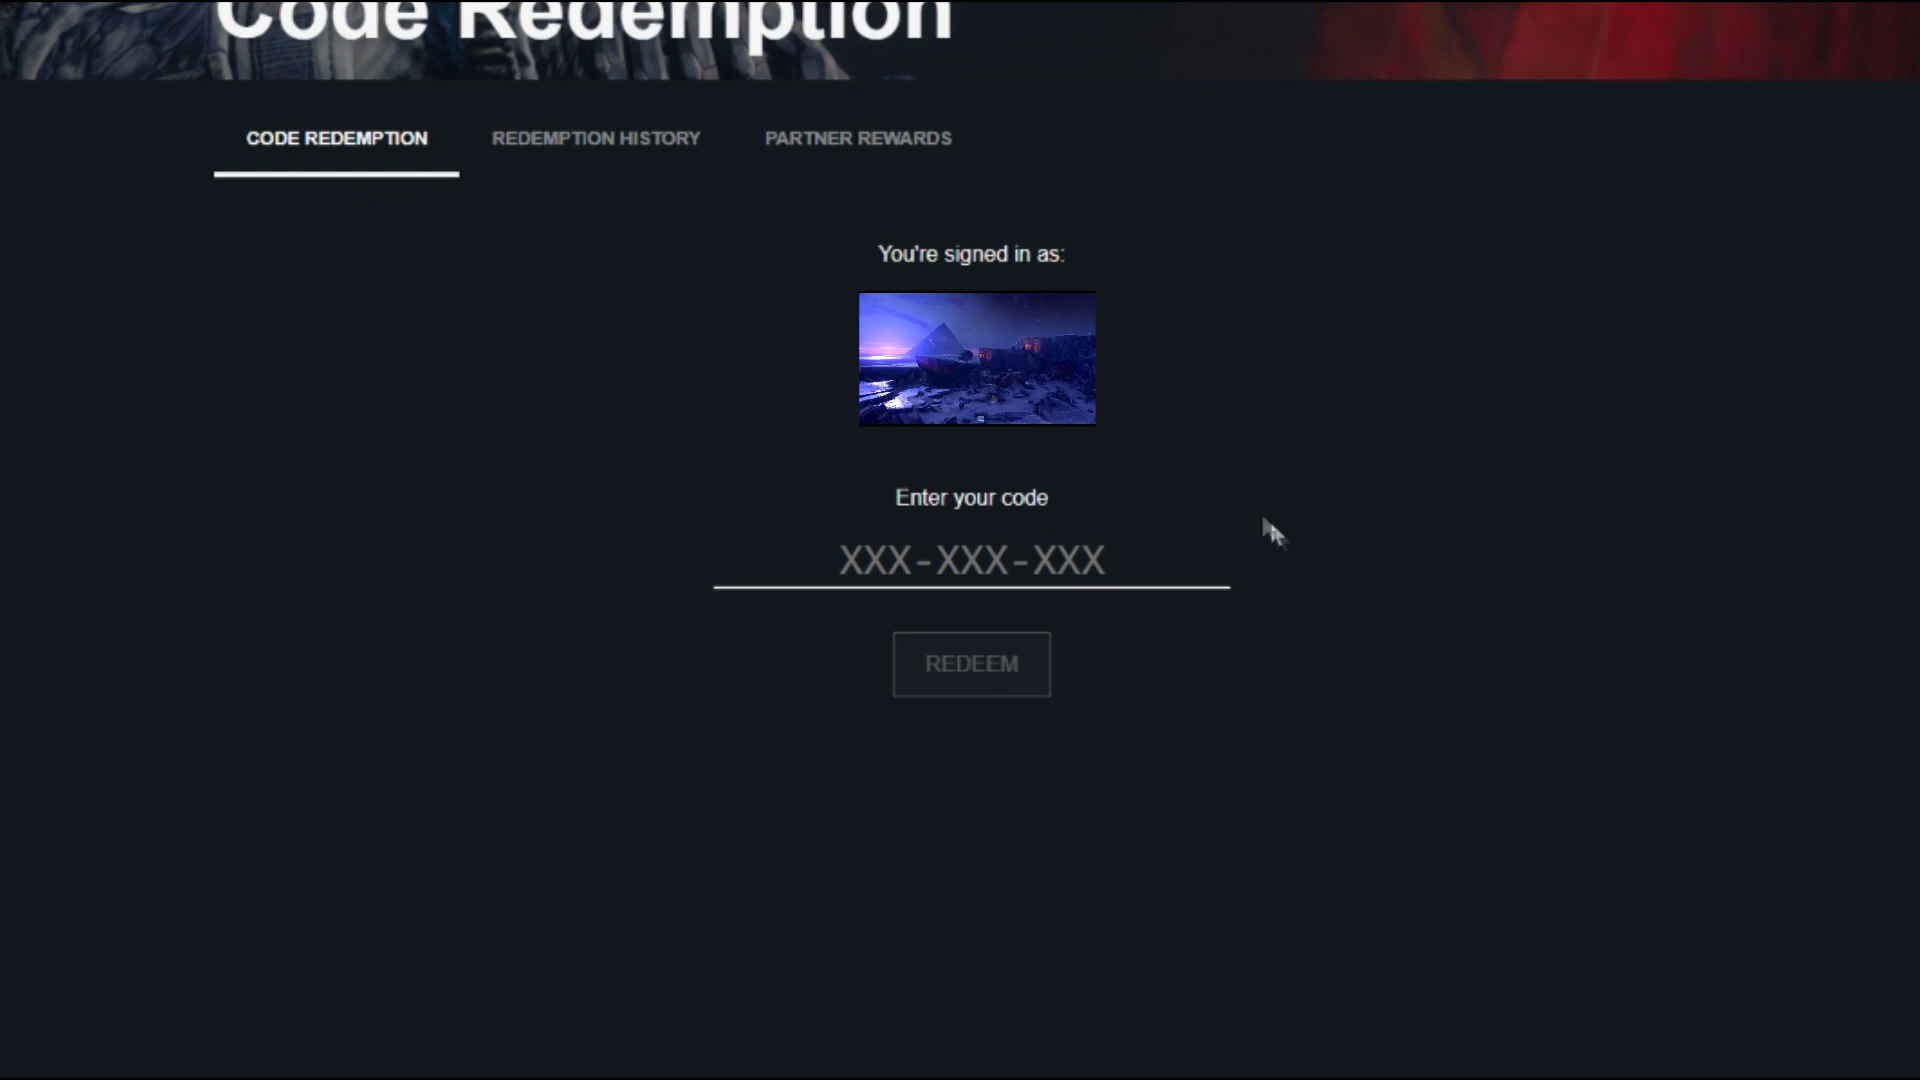 Code Redemption
CODE REDEMPTION
REDEMPTION HISTORY
PARTNER REWARDS
You're signed in as:
Enter your code
XXX-XXX-XXX
REDEEM